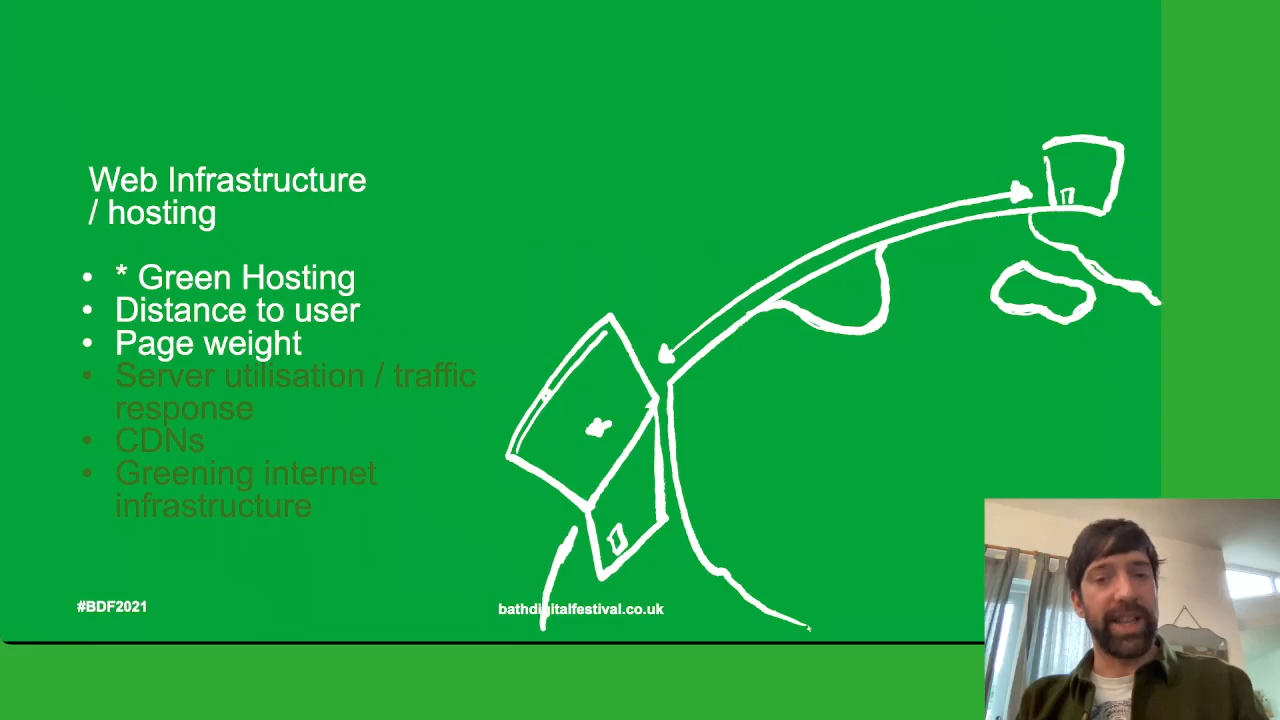 Web Infrastructure
/ hosting
• * Green Hosting
• Distance to user
• Page weight
• Server utilisation / traffic
response
• CDNs
• Greening internet
infrastructure
#BDF2021
bathdigitalfestival.co.uk